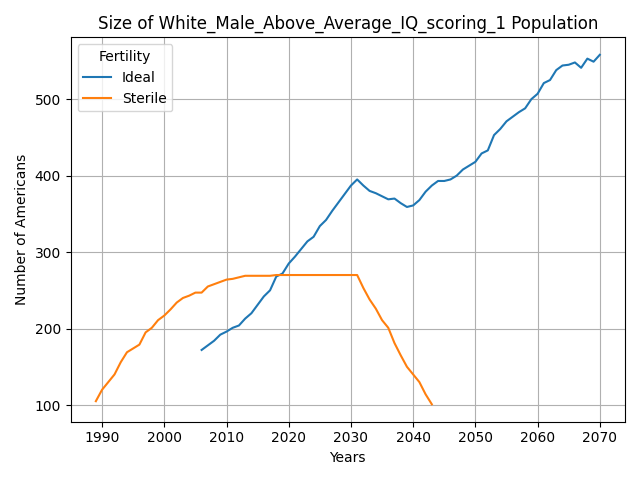 Size of White_Male_Above_Average_IQ_scoring_1 Population
Fertility
Ideal
Sterile
Number of Americans
500
400
300
200
100
1990 2000 2010 2020 2030 2040 2050 2060 2070
Years